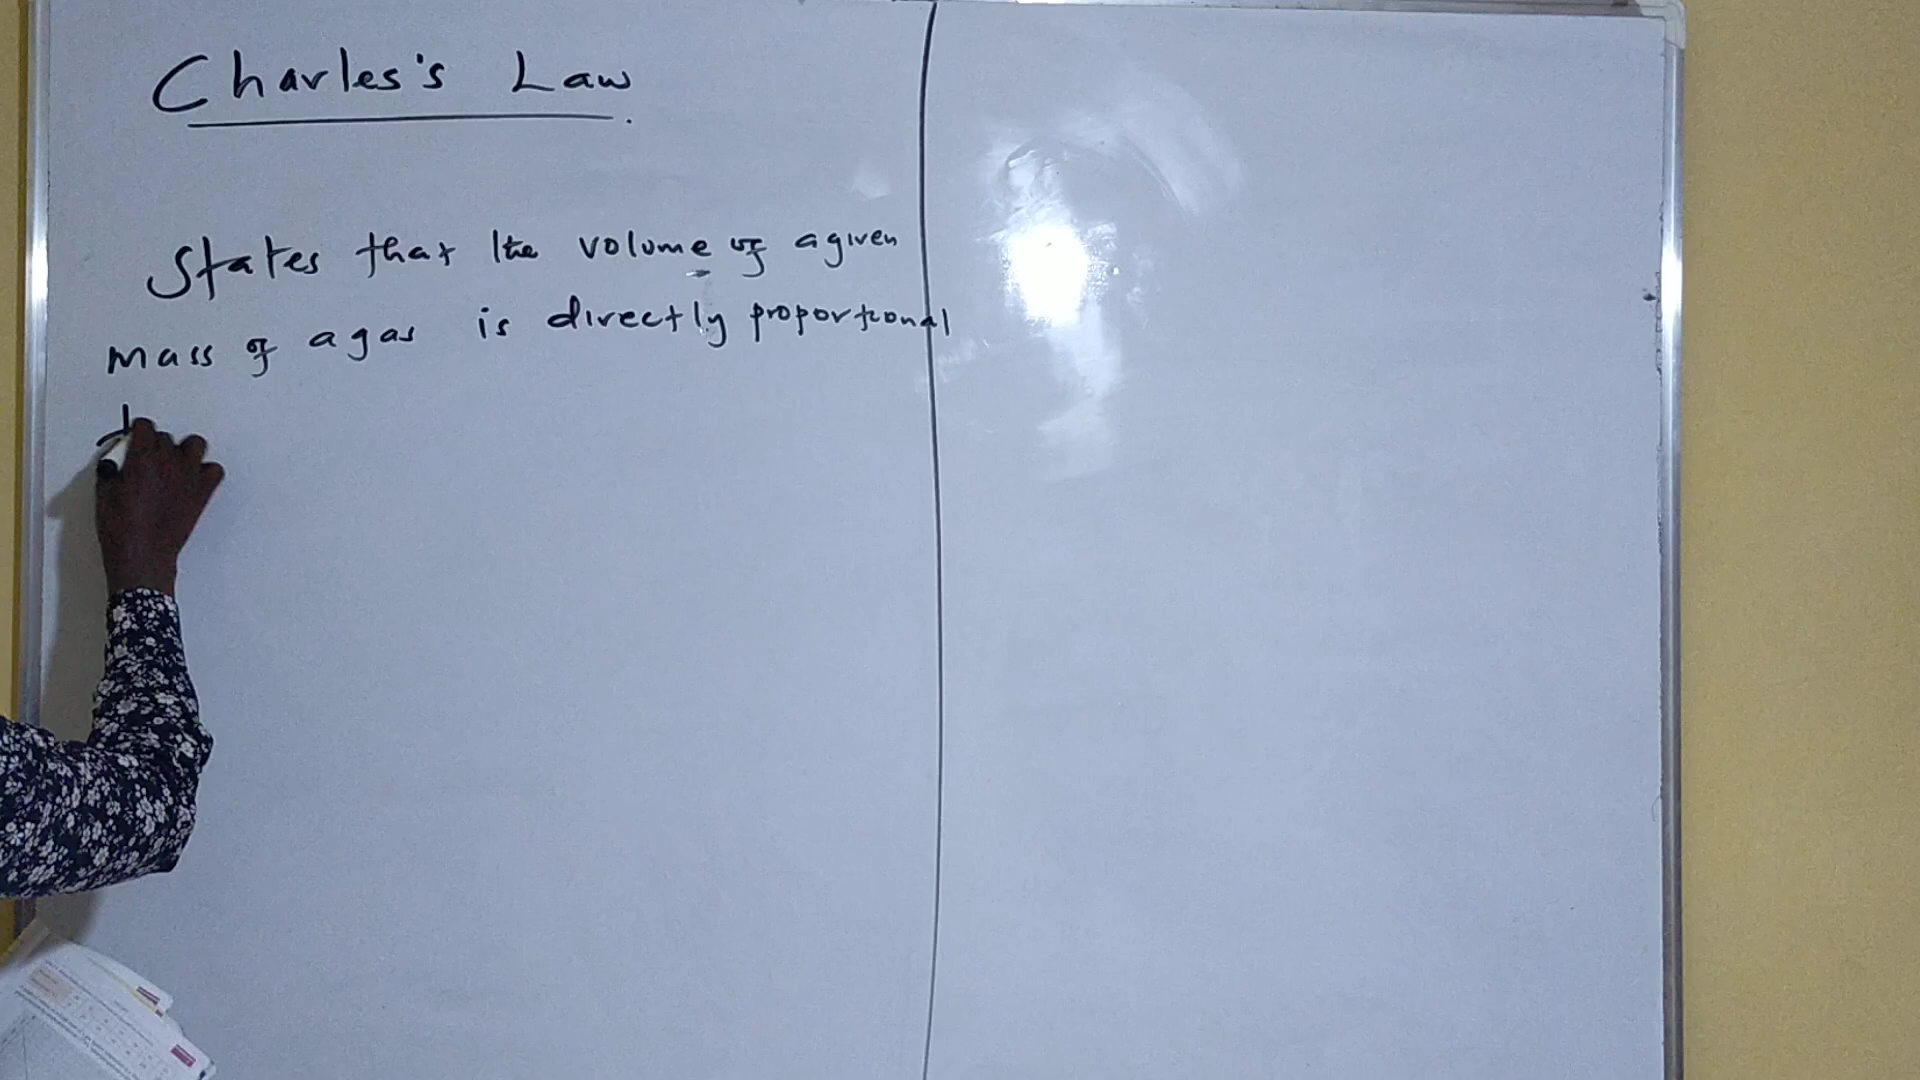 Charles's Law.
States that the volume of a given
mass of a gas is directly proportional